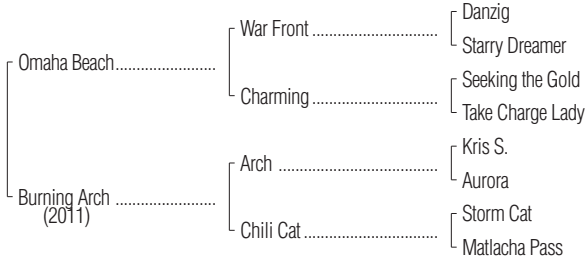 Danzig
War Front
Starry Dreamer
Omaha Beach
Seeking the Gold
Charming
Take Charge Lady
Kris S.
Arch
Aurora
Burning Arch
(2011)
Storm Cat
Chili Cat
Matlacha Pass